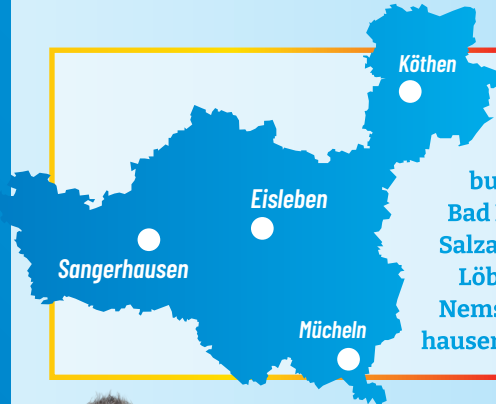 Köthen
Eisleben
Sangerhausen
Mücheln
bu
Bad
Salza
Löb
Nems
hausen